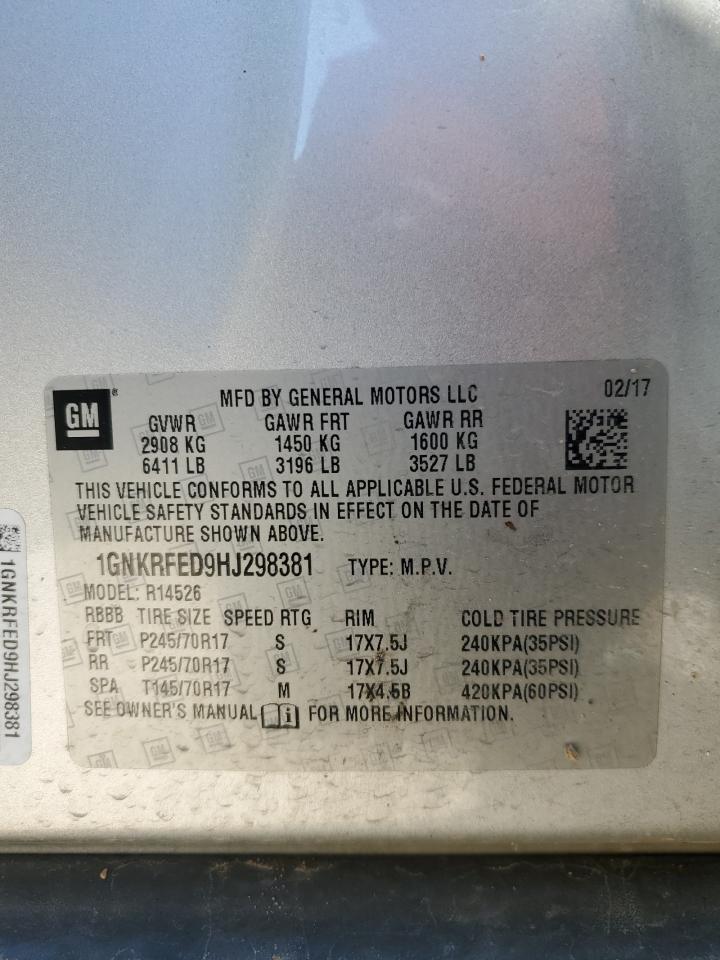 GM ®
MFD BY GENERAL MOTORS LLC 02/17
GVWR GAWR FRT GAWR RR
2908 KG 1450 KG 1600 KG
6411 LB 3196 LB 3527 LB
THIS VEHICLE CONFORMS TO ALL APPLICABLE U.S. FEDERAL MOTOR
VEHICLE SAFETY STANDARDS IN EFFECT ON THE DATE OF
MANUFACTURE SHOWN ABOVE.
1GNKRFED9HJ298381 TYPE: M.P.V.
MODEL: R14526
RBBB TIRE SIZE SPEED RTG RIM COLD TIRE PRESSURE
FRT P245/70R17 S 17X7.5J 240KPA(35PSI)
RR P245/70R17 S 17X7.5J 240KPA(35PSI)
SPA T145/70R17 M 17X4.5B 420KPA(60PSI)
SEE OWNER'S MANUAL FOR MORE INFORMATION.
1GNKRFED9HJ298381